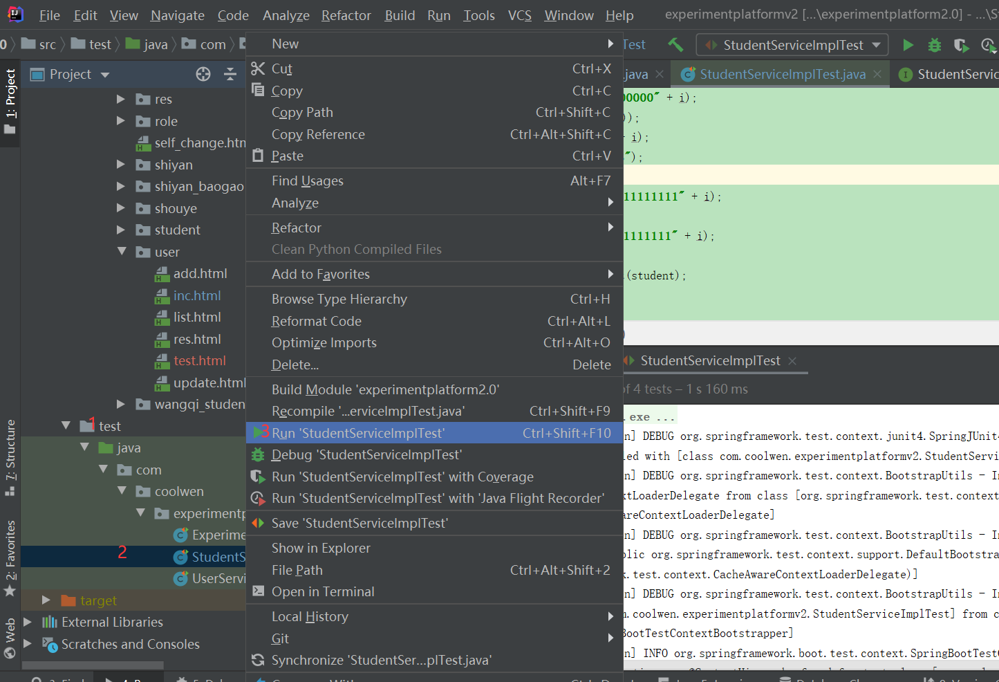 File Edit View Navigate Code Analyze Refactor Build Run Tools VCS Window Help experimentplatformv2 [...\experimentplatform2.0] - ...\S
0 src test java com Test StudentServiceImplTest
Project
.java StudentServiceImplTest.java StudentServic
1: Project
7: Structure
2: Favorites
Web
res
role
self_change.htm
shiyan
shiyan_baogao
shouye
student
user
add.html
inc.html
list.html
res.html
test.html
update.html
wangqi_studen
1 test
java
com
coolwen
experimentp
Experime
2 StudentS
UserServi
target
External Libraries
Scratches and Consoles
New
Cut Ctrl+X
Copy Ctrl+C
Copy Path Ctrl+Shift+C
Copy Reference Ctrl+Alt+Shift+C
Paste Ctrl+V
Find Usages Alt+F7
Analyze
Refactor
Clean Python Compiled Files
Add to Favorites
Browse Type Hierarchy Ctrl+H
Reformat Code Ctrl+Alt+L
Optimize Imports Ctrl+Alt+O
Delete... Delete
Build Module 'experimentplatform2.0'
Recompile '...erviceImplTest.java' Ctrl+Shift+F9
3 Run 'StudentServiceImplTest' Ctrl+Shift+F10
Debug 'StudentServiceImplTest'
Run 'StudentServiceImplTest' with Coverage
Run 'StudentServiceImplTest' with 'Java Flight Recorder'
Save 'StudentServiceImplTest'
Show in Explorer
File Path Ctrl+Alt+Shift+2
Open in Terminal
Local History
Git
Synchronize 'StudentSer...plTest.java'
00000" + i);
));
i);
");
11111111" + i);
1111111" + i);
(student);
)
StudentServiceImplTest
of 4 tests – 1 s 160 ms
.exe ...
n] DEBUG org.springframework.test.context.junit4.SpringJUnit4
led with [class com.coolwen.experimentplatformv2.StudentServi
n] DEBUG org.springframework.test.context.BootstrapUtils - In
xtLoaderDelegate from class [org.springframework.test.context
areContextLoaderDelegate]
n] DEBUG org.springframework.test.context.BootstrapUtils - In
blic org.springframework.test.context.support.DefaultBootstra
k.test.context.CacheAwareContextLoaderDelegate)]
n] DEBUG org.springframework.test.context.BootstrapUtils - In
m.coolwen.experimentplatformv2.StudentServiceImplTest] from c
BootTestContextBootstrapper]
n] INFO org.springframework.boot.test.context.SpringBootTestC